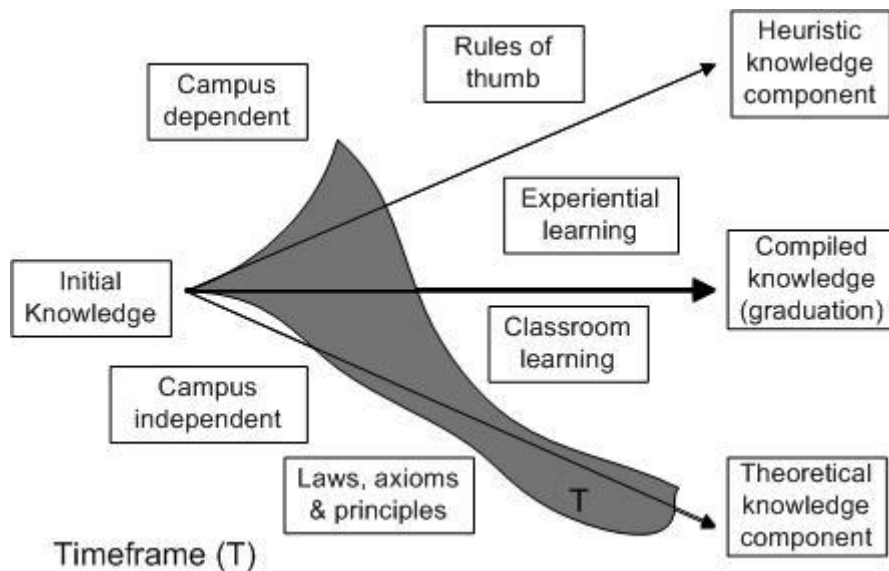 Rules of
thumb
Heuristic
knowledge
component
Campus
dependent
Experiential
learning
Initial
Knowledge
Compiled
knowledge
(graduation)
Classroom
learning
Campus
independent
Laws, axioms
& principles
T
Theoretical
knowledge
component
Timeframe (T)